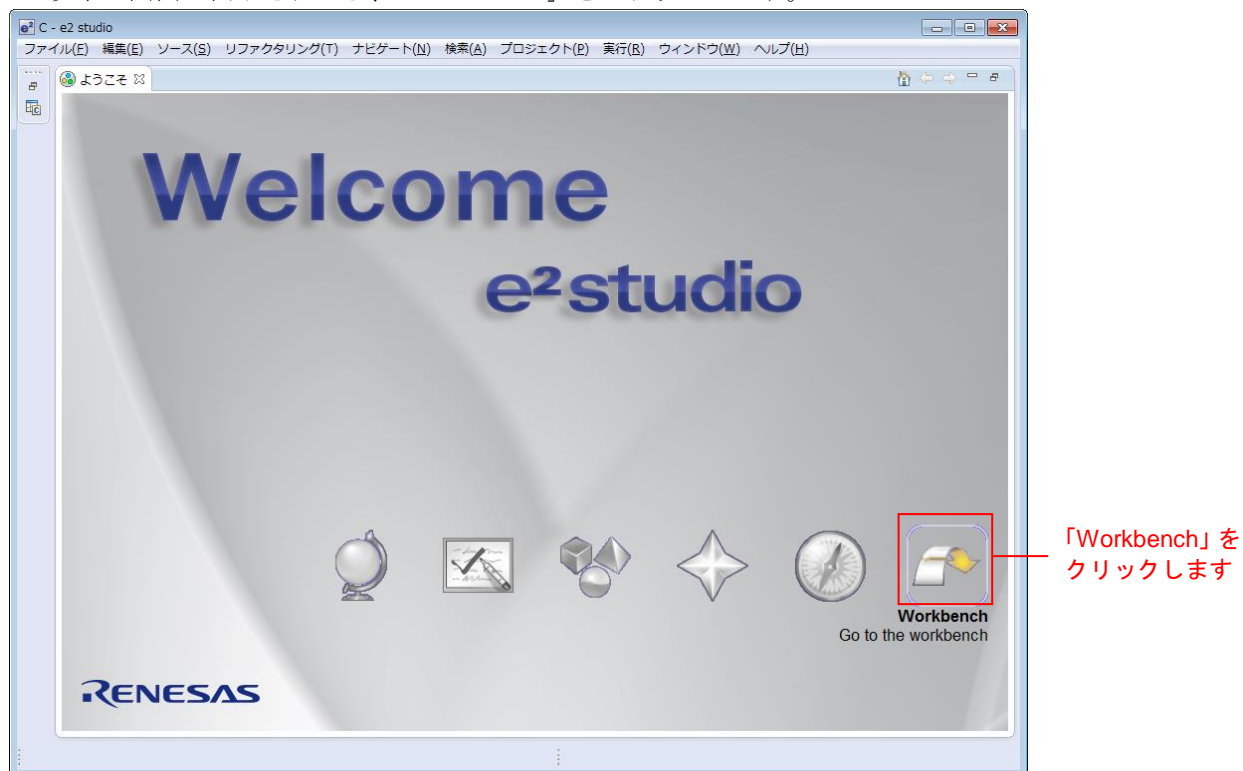 e² C - e2 studio
ファイル(F) 編集(E) ソース(S) リファクタリング(T) ナビゲート(N) 検索(A) プロジェクト(P) 実行(R) ウィンドウ(W) ヘルプ(H)
ようこそ
Welcome
e²studio
「Workbench」を
クリックします
Workbench
Go to the workbench
RENESAS